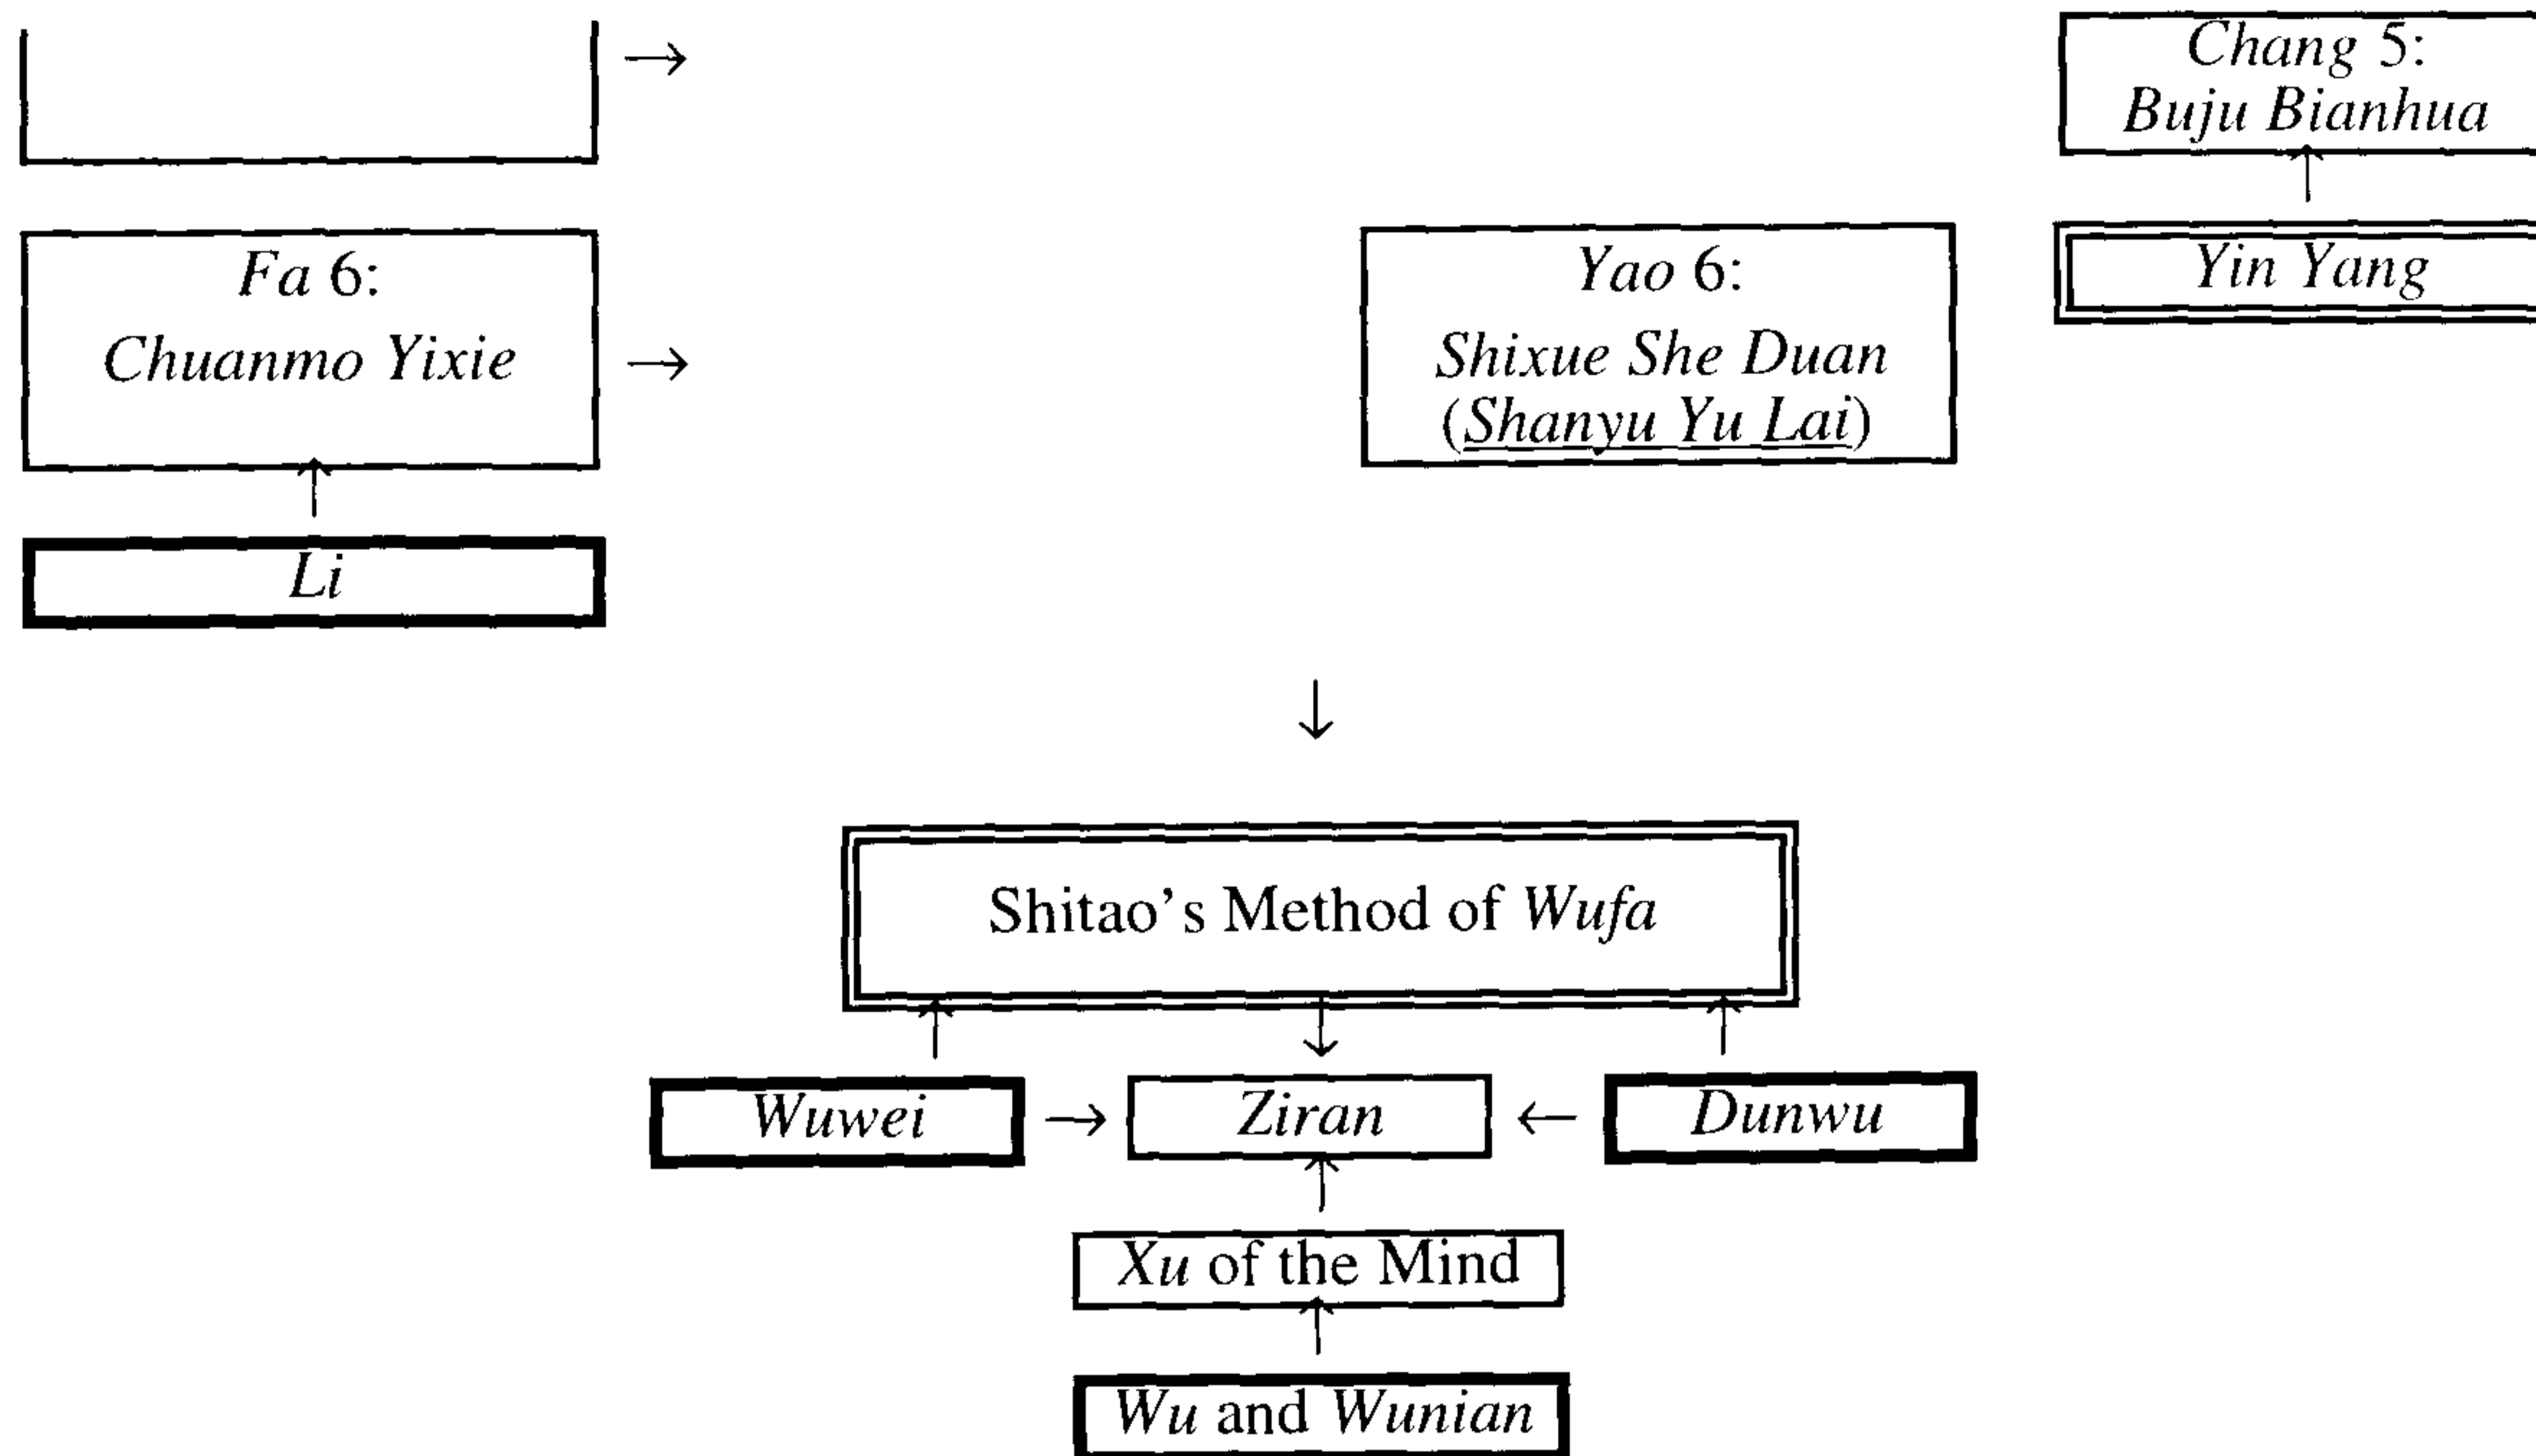 Chang 5:
Buju Bianhua
Yin Yang
Fa 6:
Chuanmo Yixie
Yao 6:
Shixue She Duan
(Shanyu Yu Lai)
Li
Shitao's Method of Wufa
Wuwei
Ziran
Dunwu
Xu of the Mind
Wu and Wunian